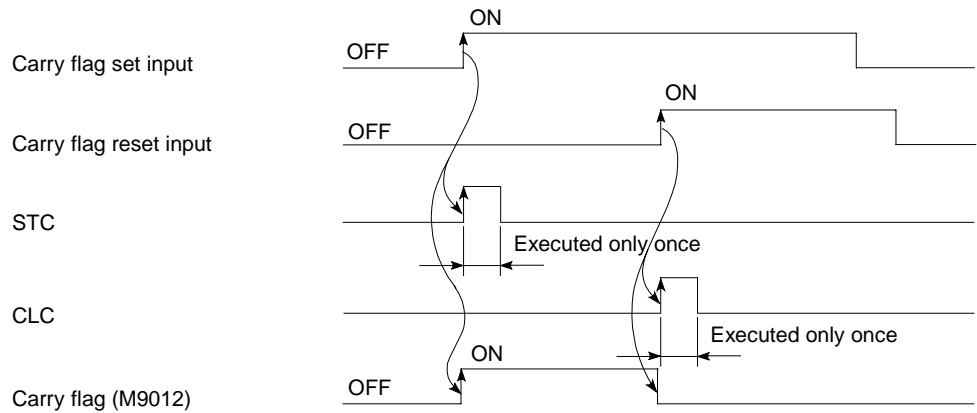 ON
OFF
Carry flag set input
ON
OFF
Carry flag reset input
STC
Executed only once
CLC
Executed only once
ON
OFF
Carry flag (M9012)